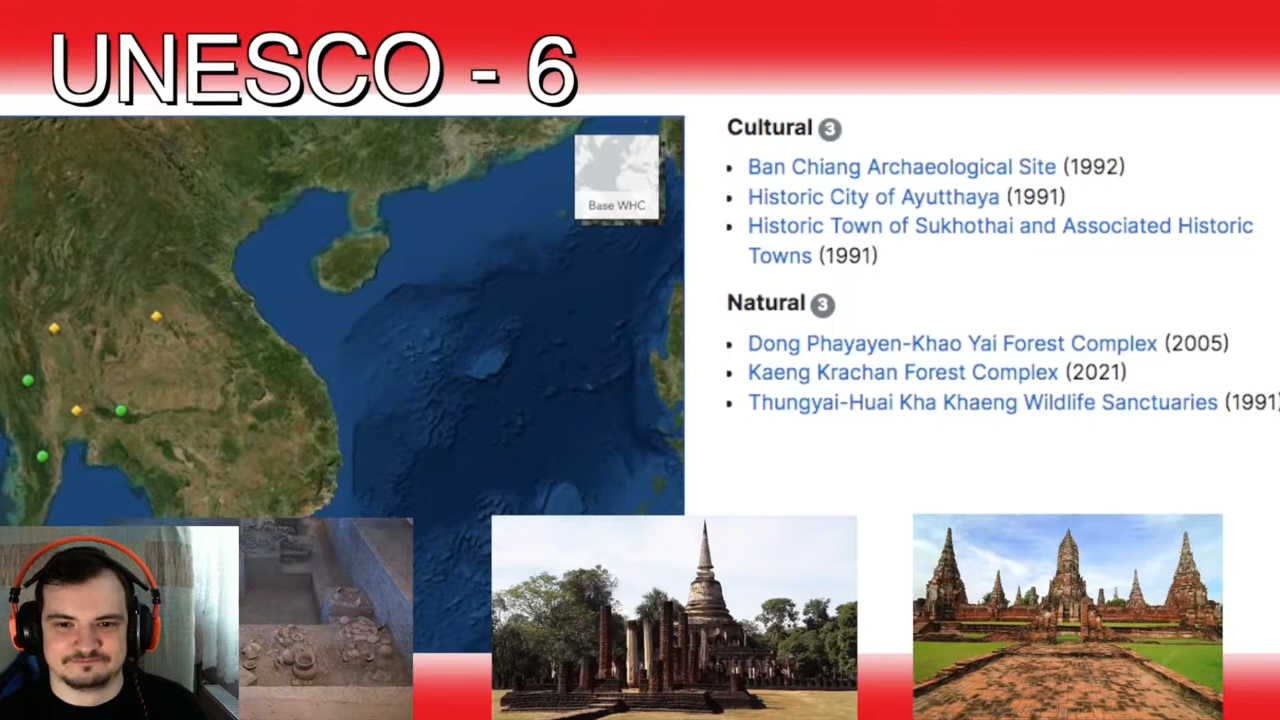 UNESCO - 6
Base WHC
Cultural 3
Ban Chiang Archaeological Site (1992)
Historic City of Ayutthaya (1991)
Historic Town of Sukhothai and Associated Historic
Towns (1991)
Natural 3
Dong Phayayen-Khao Yai Forest Complex (2005)
Kaeng Krachan Forest Complex (2021)
Thungyai-Huai Kha Khaeng Wildlife Sanctuaries (1991)